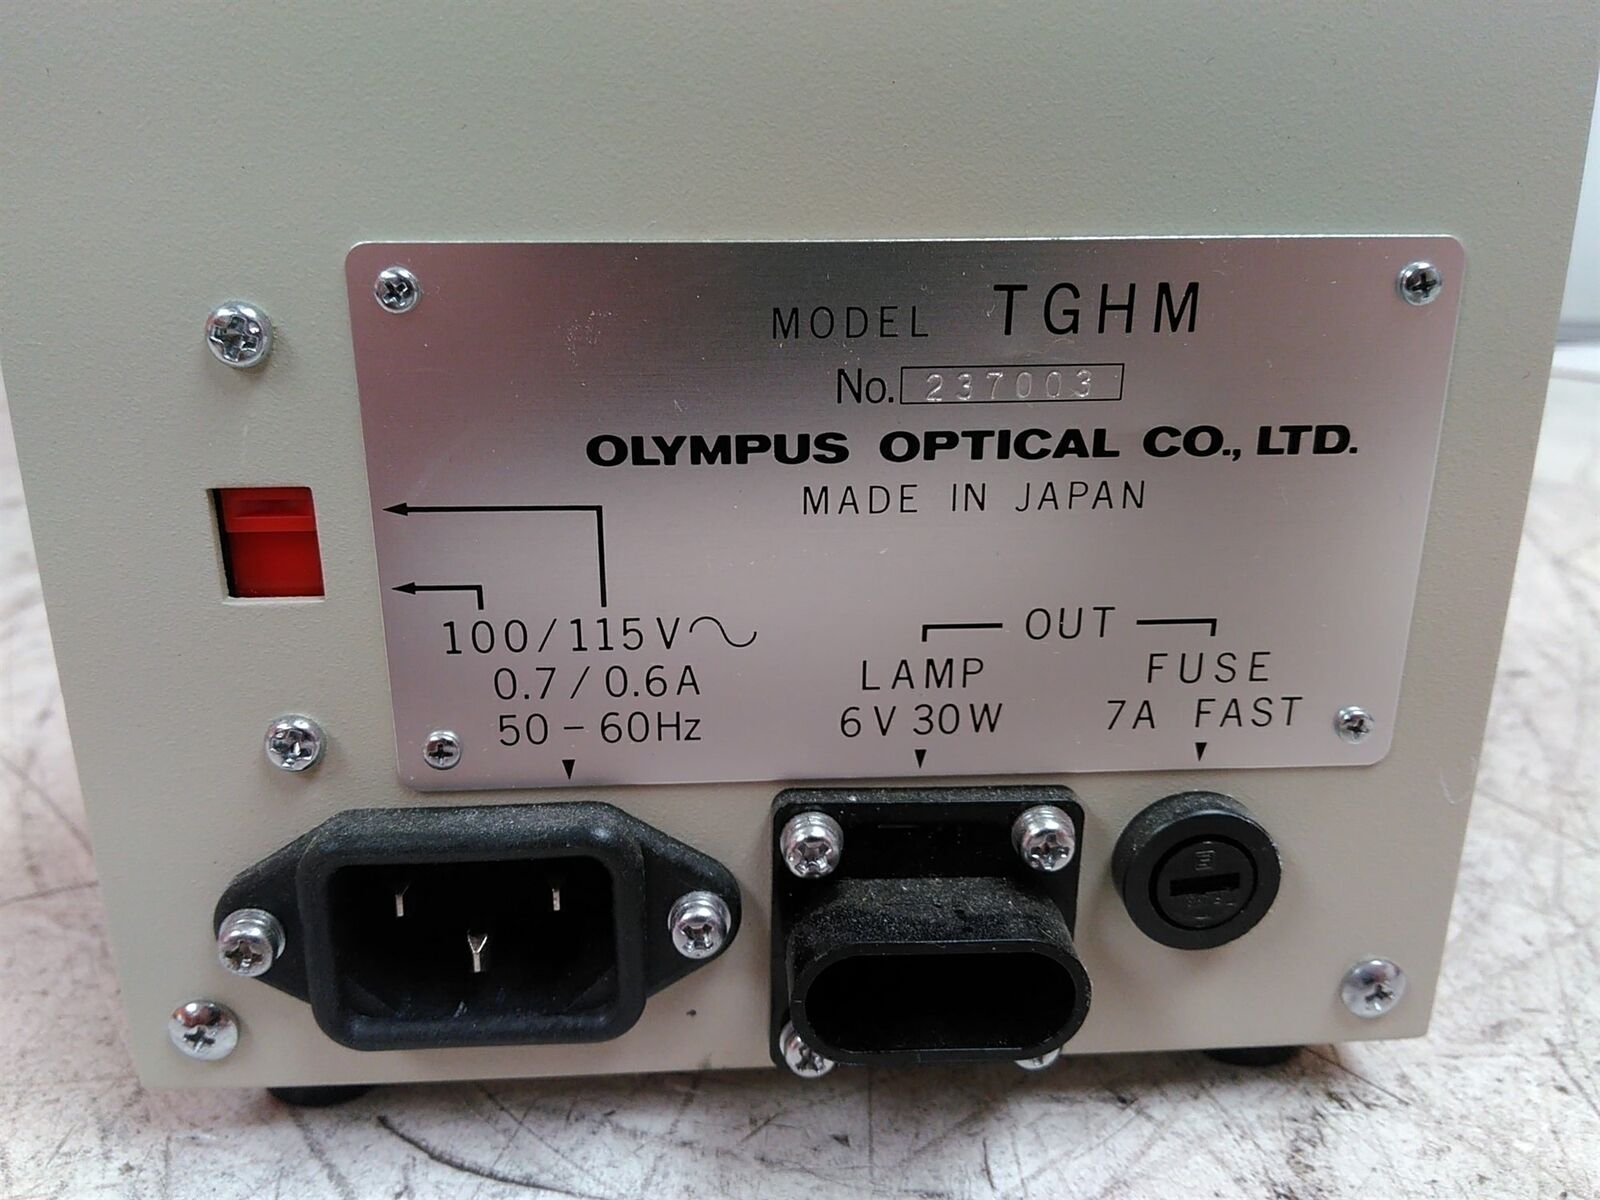 MODEL TGHM
No. 237003
OLYMPUS OPTICAL CO., LTD.
MADE IN JAPAN
100/115V～
0.7/0.6A
50–60Hz
OUT
LAMP
6V 30W
FUSE
7A FAST